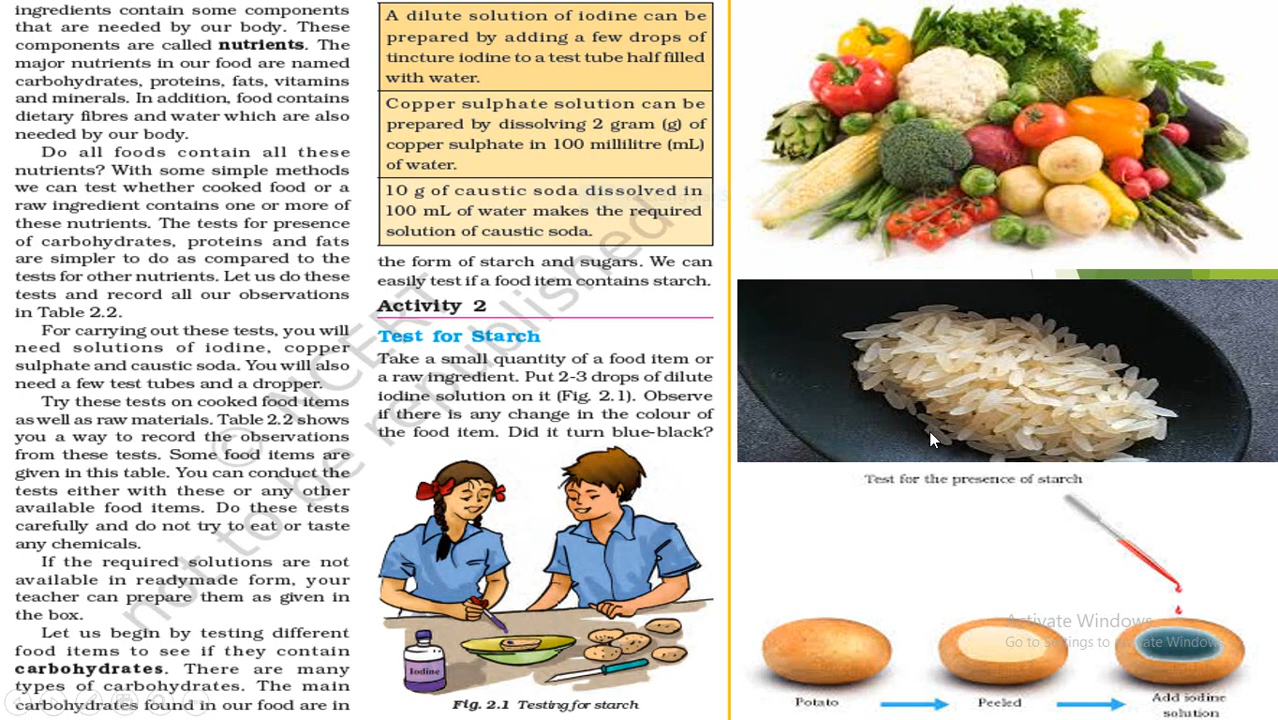 ingredients contain some components
that are needed by our body. These
components are called nutrients. The
major nutrients in our food are named
carbohydrates, proteins, fats, vitamins
and minerals. In addition, food contains
dietary fibres and water which are also
needed by our body.
Do all foods contain all these
nutrients? With some simple methods
we can test whether cooked food or a
raw ingredient contains one or more of
these nutrients. The tests for presence
of carbohydrates, proteins and fats
are simpler to do as compared to the
tests for other nutrients. Let us do these
tests and record all our observations
in Table 2.2.
For carrying out these tests, you will
need solutions of iodine, copper
sulphate and caustic soda. You will also
need a few test tubes and a dropper.
Try these tests on cooked food items
as well as raw materials. Table 2.2 shows
you a way to record the observations
from these tests. Some food items are
given in this table. You can conduct the
tests either with these or any other
available food items. Do these tests
carefully and do not try to eat or taste
any chemicals.
If the required solutions are not
available in readymade form, your
teacher can prepare them as given in
the box.
Let us begin by testing different
food items to see if they contain
carbohydrates. There are many
types of carbohydrates. The main
carbohydrates found in our food are in
A dilute solution of iodine can be
prepared by adding a few drops of
tincture iodine to a test tube half filled
with water.
Copper sulphate solution can be
prepared by dissolving 2 gram (g) of
copper sulphate in 100 millilitre (mL)
of water.
10 g of caustic soda dissolved in
100 mL of water makes the required
solution of caustic soda.
the form of starch and sugars. We can
easily test if a food item contains starch.
Activity 2
Test for Starch
Take a small quantity of a food item or
a raw ingredient. Put 2-3 drops of dilute
iodine solution on it (Fig. 2.1). Observe
if there is any change in the colour of
the food item. Did it turn blue-black?
Iodine
Fig. 2.1 Testing for starch
© NCERT
not to be republished
Test for the presence of starch
Potato
Peeled
Add iodine
solution
Activate Windows
Go to Settings to activate Windows.